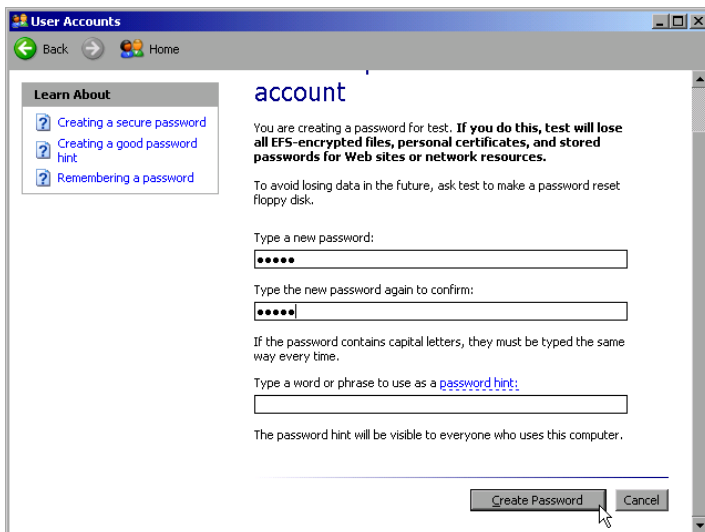 User Accounts
Back
Home
Learn About
Creating a secure password
Creating a good password
hint
Remembering a password
account
You are creating a password for test. If you do this, test will lose
all EFS-encrypted files, personal certificates, and stored
passwords for Web sites or network resources.
To avoid losing data in the future, ask test to make a password reset
floppy disk.
Type a new password:
●●●●●
Type the new password again to confirm:
●●●●●
If the password contains capital letters, they must be typed the same
way every time.
Type a word or phrase to use as a password hint:
The password hint will be visible to everyone who uses this computer.
Create Password
Cancel